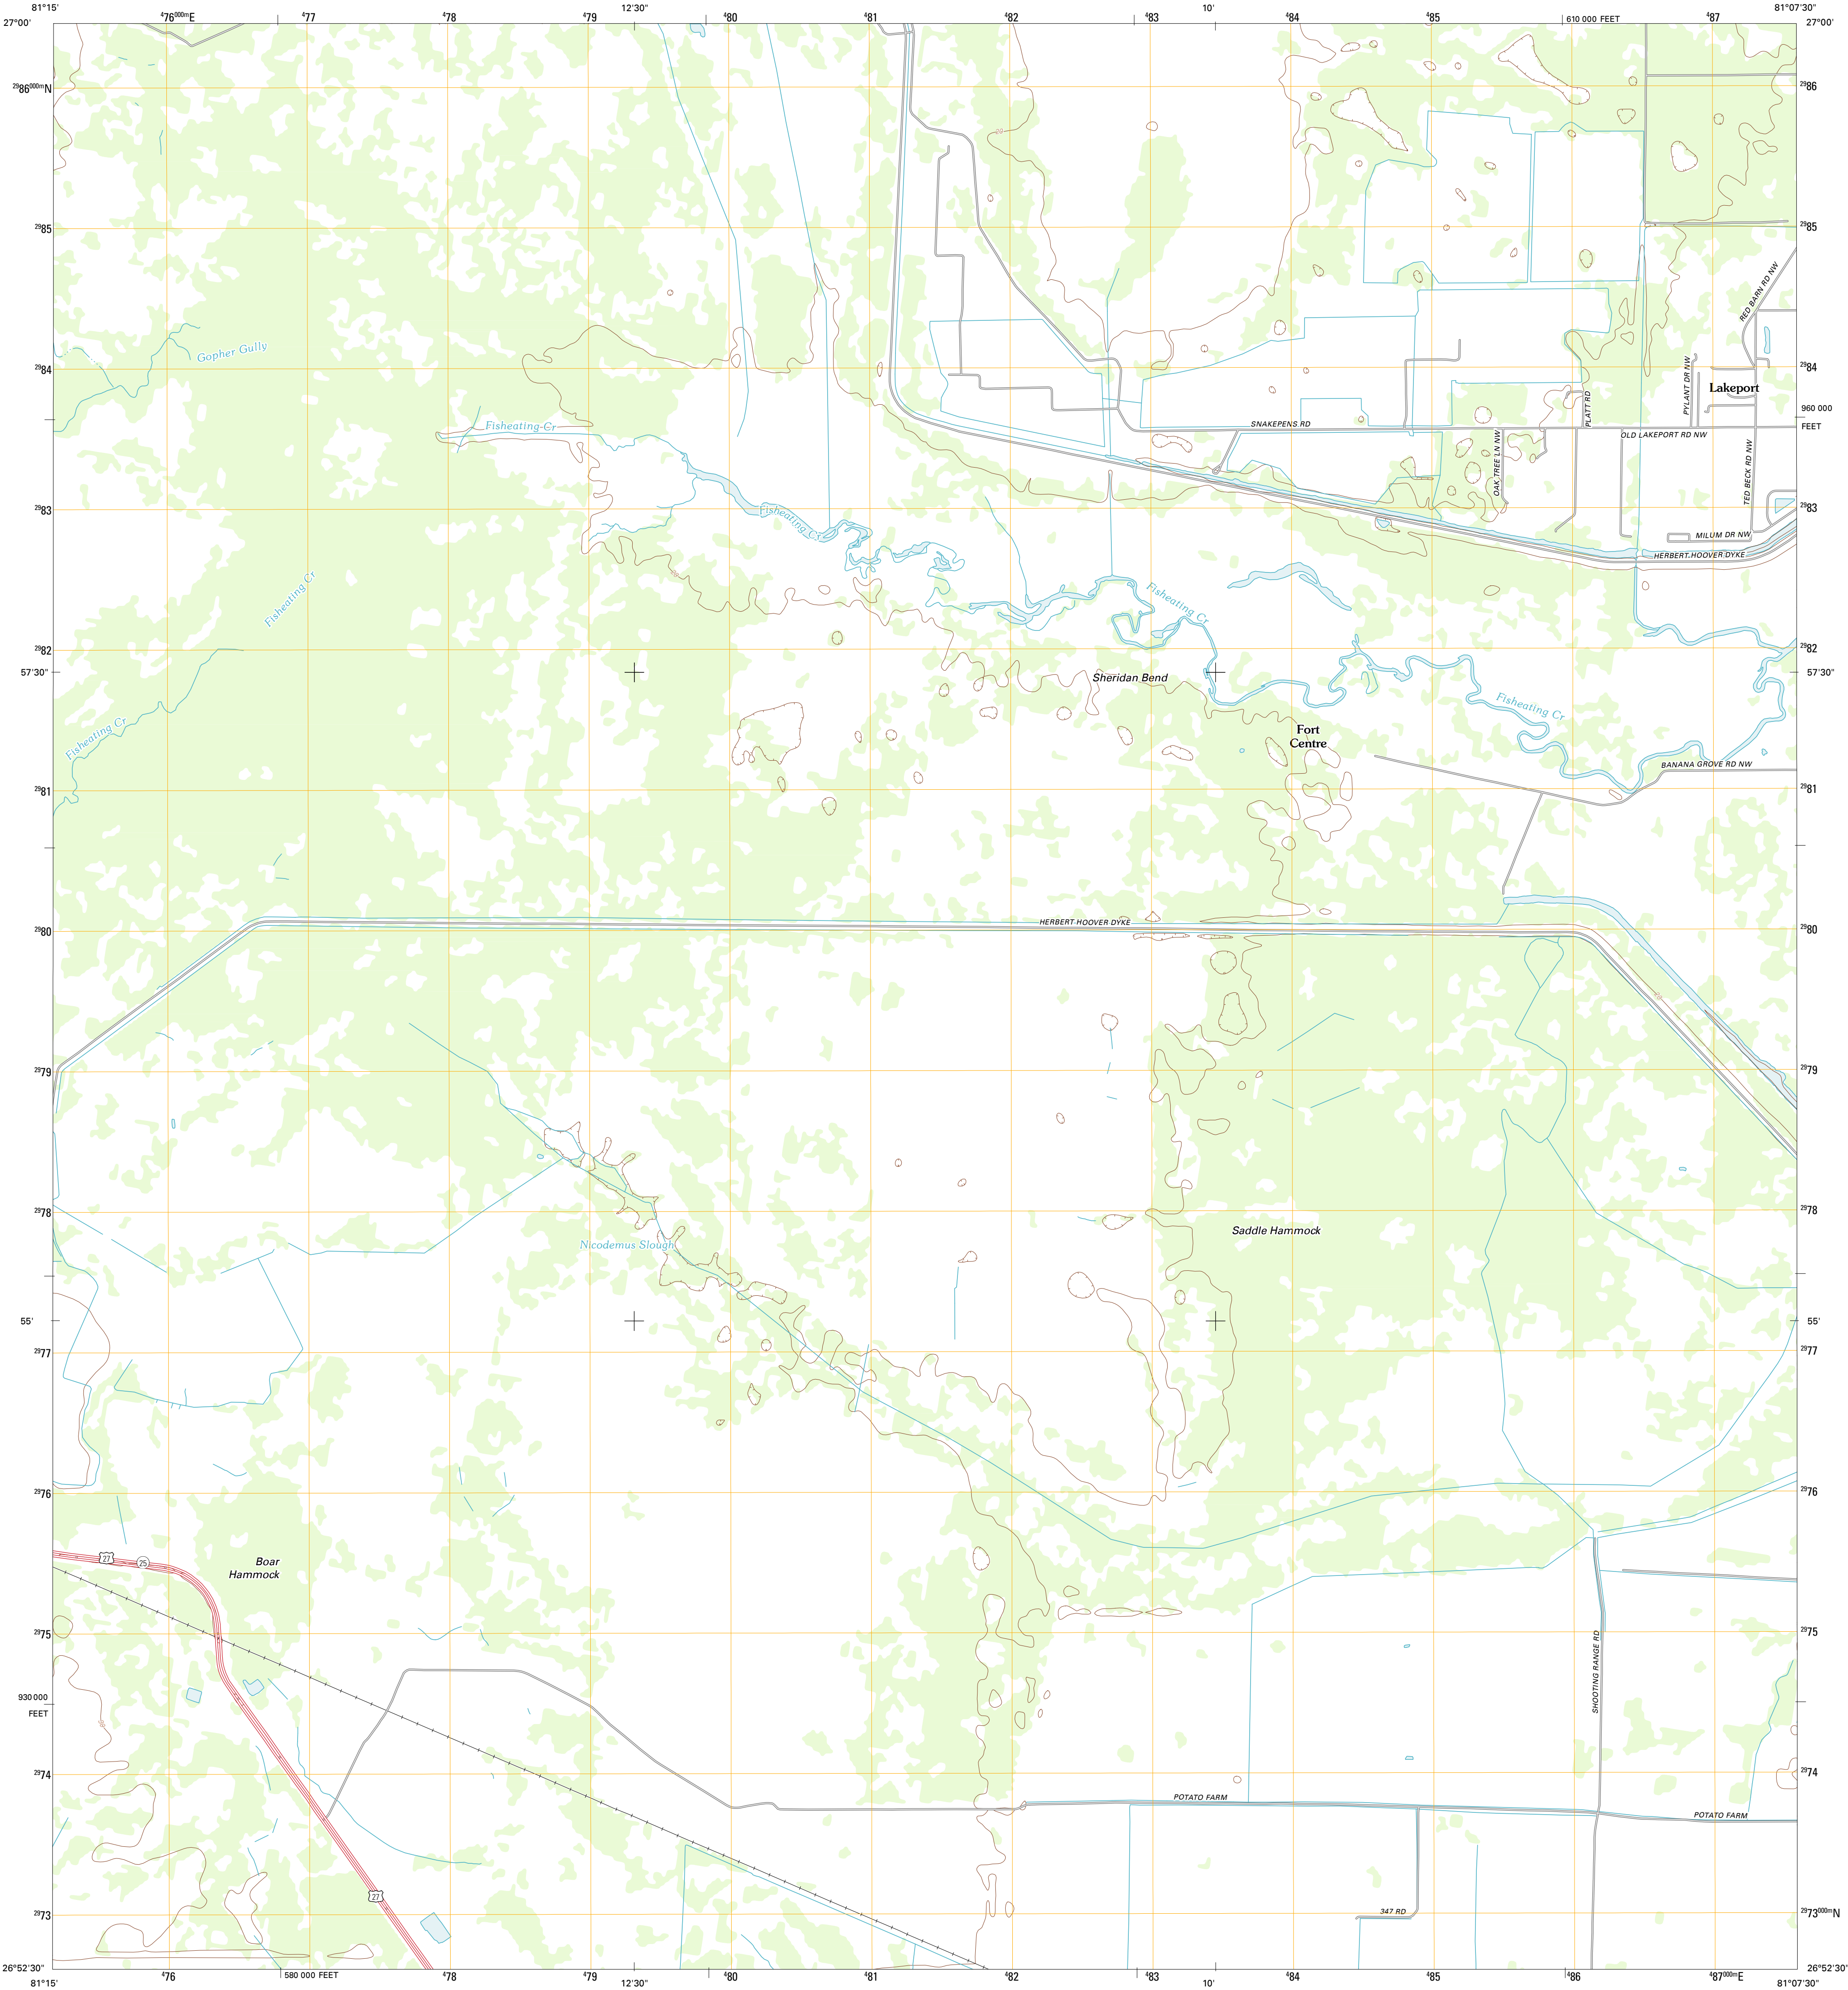 81°15'
⁴76⁰⁰⁰ᵐE
⁴77
⁴78
⁴79
12'30"
⁴80
⁴81
⁴82
⁴83
10'
⁴84
⁴85
610 000 FEET
⁴87
81°07'30"
27°00'
27°00'
²⁹86⁰⁰⁰ᵐN
²⁹86
20
²⁹85
²⁹85
RED BARN RD NW
Gopher Gully
²⁹84
²⁹84
PYLANT DR NW
Lakeport
PLATT RD
960 000
FEET
Fisheating Cr
SNAKEPENS RD
OLD LAKEPORT RD NW
OAK TREE LN NW
TED BECK RD NW
²⁹83
Fisheating Cr
²⁹83
MILUM DR NW
HERBERT HOOVER DYKE
20
Fisheating Cr
Fisheating Cr
²⁹82
²⁹82
57'30"
Sheridan Bend
57'30"
Fisheating Cr
Fisheating Cr
Fort
Centre
BANANA GROVE RD NW
²⁹81
²⁹81
HERBERT HOOVER DYKE
²⁹80
²⁹80
20
²⁹79
²⁹79
²⁹78
²⁹78
Saddle Hammock
Nicodemus Slough
55'
55'
²⁹77
²⁹77
²⁹76
²⁹76
27
25
Boar
Hammock
²⁹75
²⁹75
SHOOTING RANGE RD
930 000
FEET
20
²⁹74
²⁹74
POTATO FARM
POTATO FARM
27
347 RD
²⁹73
²⁹73⁰⁰⁰ᵐN
26°52'30"
26°52'30"
81°15'
⁴76
580 000 FEET
⁴78
⁴79
12'30"
⁴80
⁴81
⁴82
⁴83
10'
⁴84
⁴85
⁴86
⁴87⁰⁰⁰ᵐE
81°07'30"